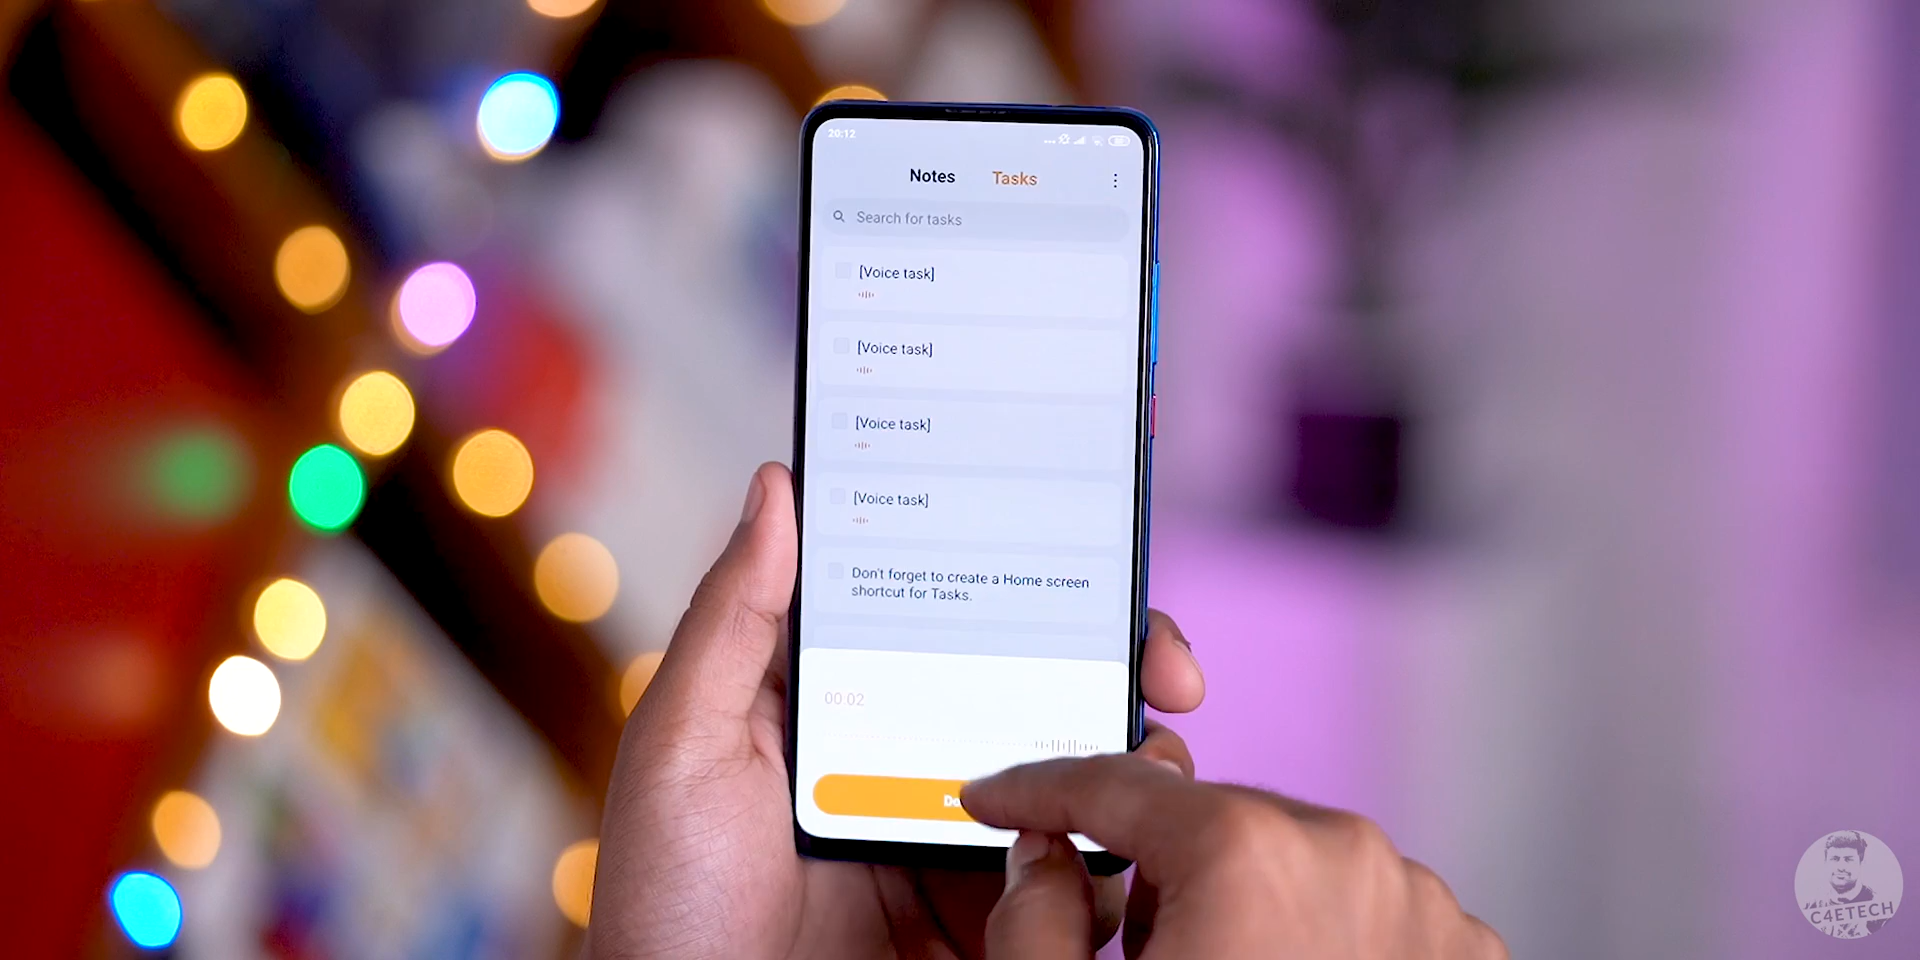 20:12
Notes Tasks
Search for tasks
[Voice task]
[Voice task]
[Voice task]
[Voice task]
Don't forget to create a Home screen
shortcut for Tasks.
00:02
C4ETECH